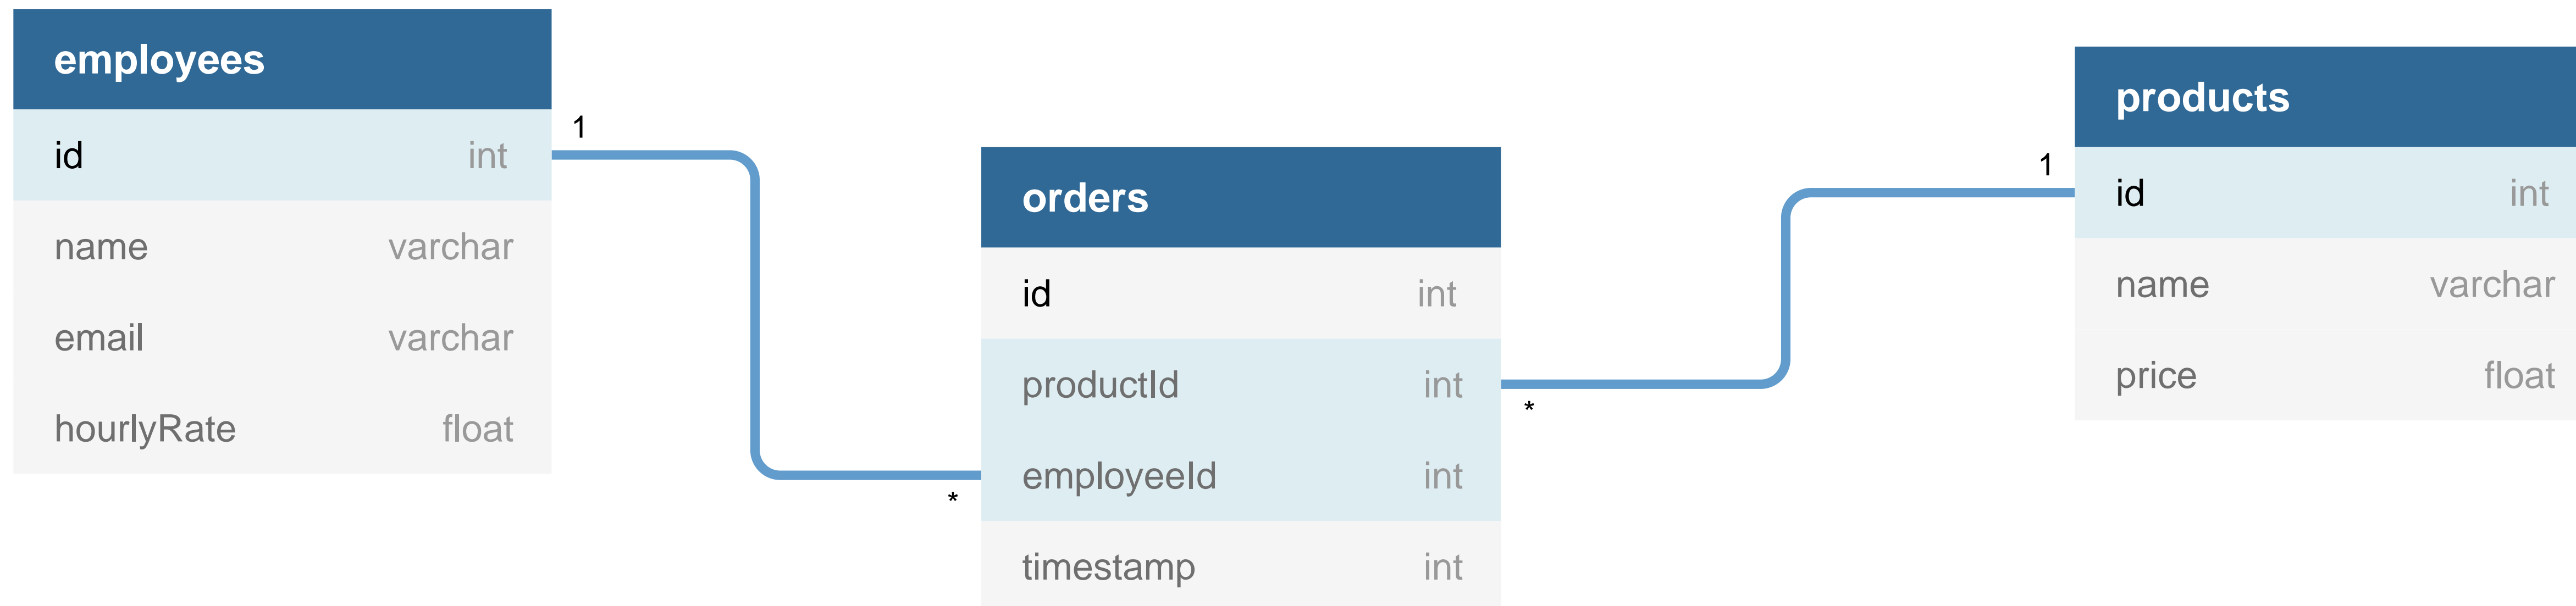 employees
id int
name varchar
email varchar
hourlyRate float
1
*
orders
id int
productId int
employeeId int
timestamp int
*
1
products
id int
name varchar
price float